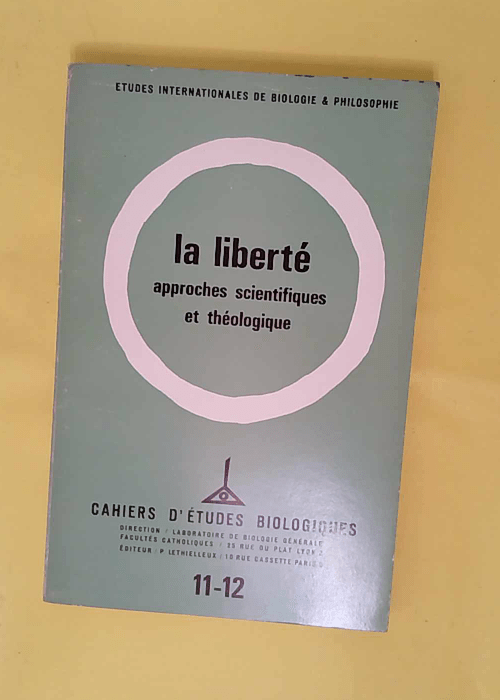 ETUDES INTERNATIONALES DE BIOLOGIE & PHILOSOPHIE
la liberté
approches scientifiques
et théologique
CAHIERS D'ÉTUDES BIOLOGIQUES
DIRECTION / LABORATOIRE DE BIOLOGIE GENERALE
FACULTÉS CATHOLIQUES / 25 RUE DU PLAT LYON 2
ÉDITEUR / P LETHIELLEUX / 10 RUE CASSETTE PARIS 6
11-12